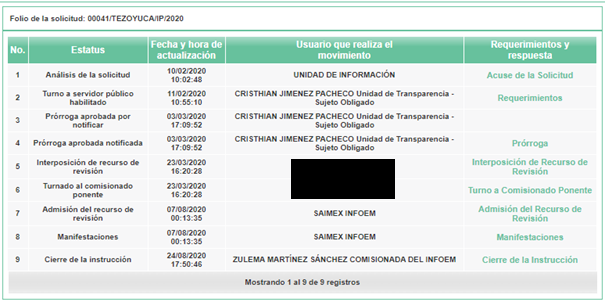 Folio de la solicitud: 00041/TEZOYUCA/IP/2020
No. Estatus Fecha y hora de actualización Usuario que realiza el movimiento Requerimientos y respuesta
1 Análisis de la solicitud 10/02/2020 10:02:48 UNIDAD DE INFORMACIÓN Acuse de la Solicitud
2 Turno a servidor público habilitado 11/02/2020 10:55:10 CRISTHIAN JIMENEZ PACHECO Unidad de Transparencia - Sujeto Obligado Requerimientos
3 Prórroga aprobada por notificar 03/03/2020 17:09:52 CRISTHIAN JIMENEZ PACHECO Unidad de Transparencia - Sujeto Obligado
4 Prórroga aprobada notificada 03/03/2020 17:09:52 CRISTHIAN JIMENEZ PACHECO Unidad de Transparencia - Sujeto Obligado Prórroga
5 Interposición de recurso de revisión 23/03/2020 16:20:28 Interposición de Recurso de Revisión
6 Turnado al comisionado ponente 23/03/2020 16:20:28 Turno a Comisionado Ponente
7 Admisión del recurso de revisión 07/08/2020 00:13:35 SAIMEX INFOEM Admisión del Recurso de Revisión
8 Manifestaciones 07/08/2020 00:13:35 SAIMEX INFOEM Manifestaciones
9 Cierre de la instrucción 24/08/2020 17:50:46 ZULEMA MARTÍNEZ SÁNCHEZ COMISIONADA DEL INFOEM Cierre de la instrucción
Mostrando 1 al 9 de 9 registros